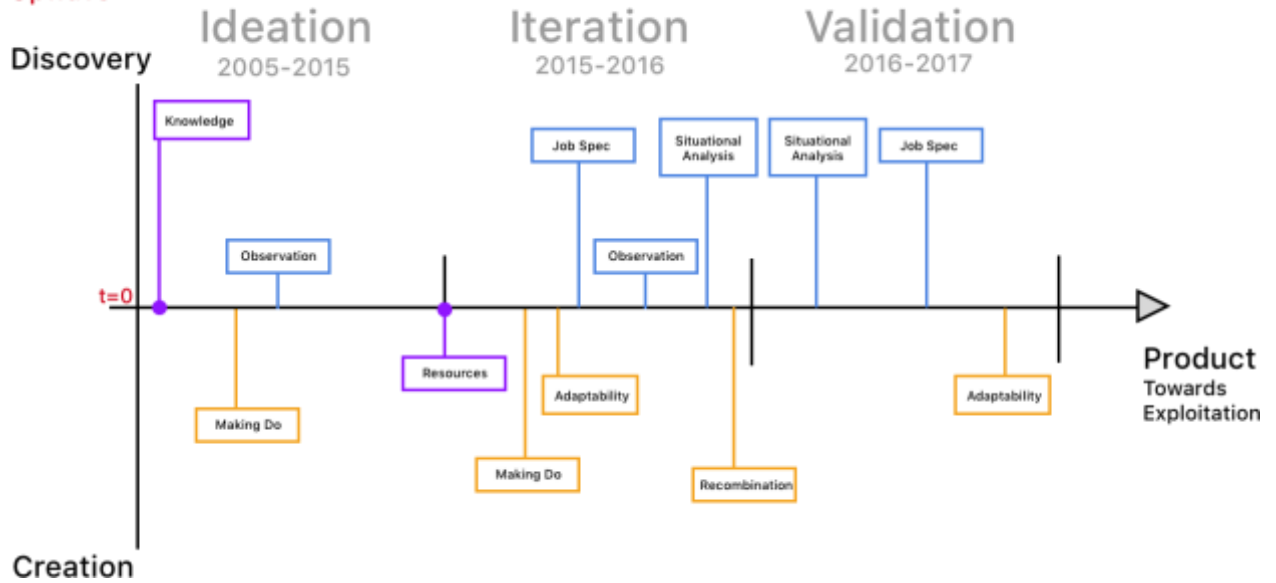 Ideation
Iteration
Validation
2005-2015
2015-2016
2016-2017
Discovery
Knowledge
Job Spec
Situational
Analysis
Situational
Analysis
Job Spec
Observation
Observation
t=0
Resources
Adaptability
Adaptability
Making Do
Making Do
Recombination
Product
Towards
Exploitation
Creation